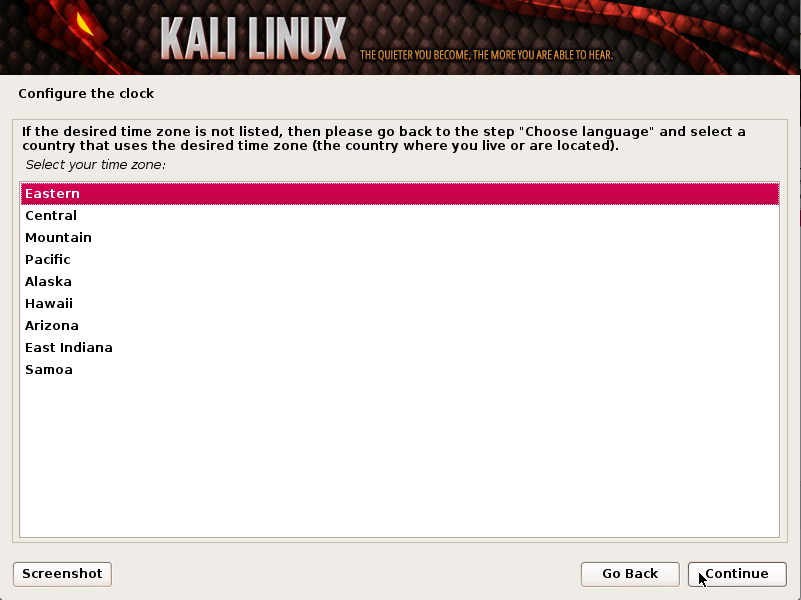 KALI LINUX THE QUIETER YOU BECOME, THE MORE YOU ARE ABLE TO HEAR.
Configure the clock
If the desired time zone is not listed, then please go back to the step "Choose language" and select a
country that uses the desired time zone (the country where you live or are located).
Select your time zone:
Eastern
Central
Mountain
Pacific
Alaska
Hawaii
Arizona
East Indiana
Samoa
Screenshot Go Back Continue